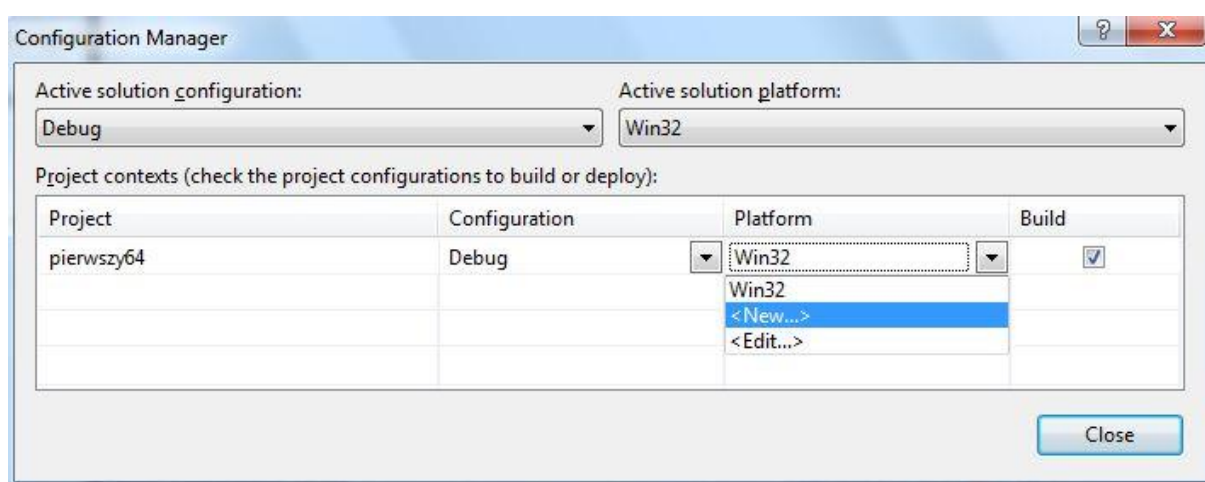 Configuration Manager
?
X
Active solution configuration: Active solution platform:
Debug Win32
Project contexts (check the project configurations to build or deploy):
Project Configuration Platform Build
pierwszy64 Debug Win32
Win32
<New...>
<Edit...>
Close